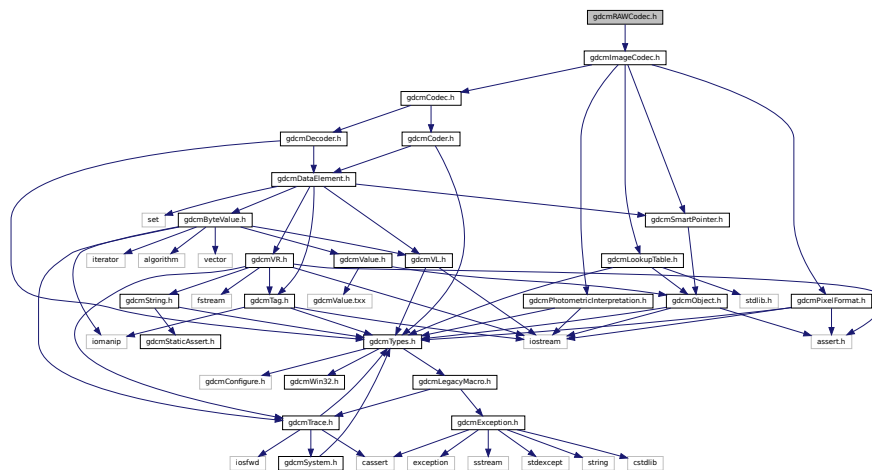 gdcmRAWCodec.h
gdcmImageCodec.h
gdcmCodec.h
gdcmDecoder.h
gdcmCoder.h
gdcmDataElement.h
set
gdcmByteValue.h
gdcmSmartPointer.h
iterator
algorithm
vector
gdcmVR.h
gdcmValue.h
gdcmVL.h
gdcmLookupTable.h
gdcmString.h
fstream
gdcmTag.h
gdcmValue.txx
gdcmPhotometricInterpretation.h
gdcmObject.h
stdlib.h
gdcmPixelFormat.h
iomanip
gdcmStaticAssert.h
gdcmTypes.h
iostream
assert.h
gdcmConfigure.h
gdcmWin32.h
gdcmLegacyMacro.h
gdcmTrace.h
gdcmException.h
iosfwd
gdcmSystem.h
cassert
exception
sstream
stdexcept
string
cstdlib